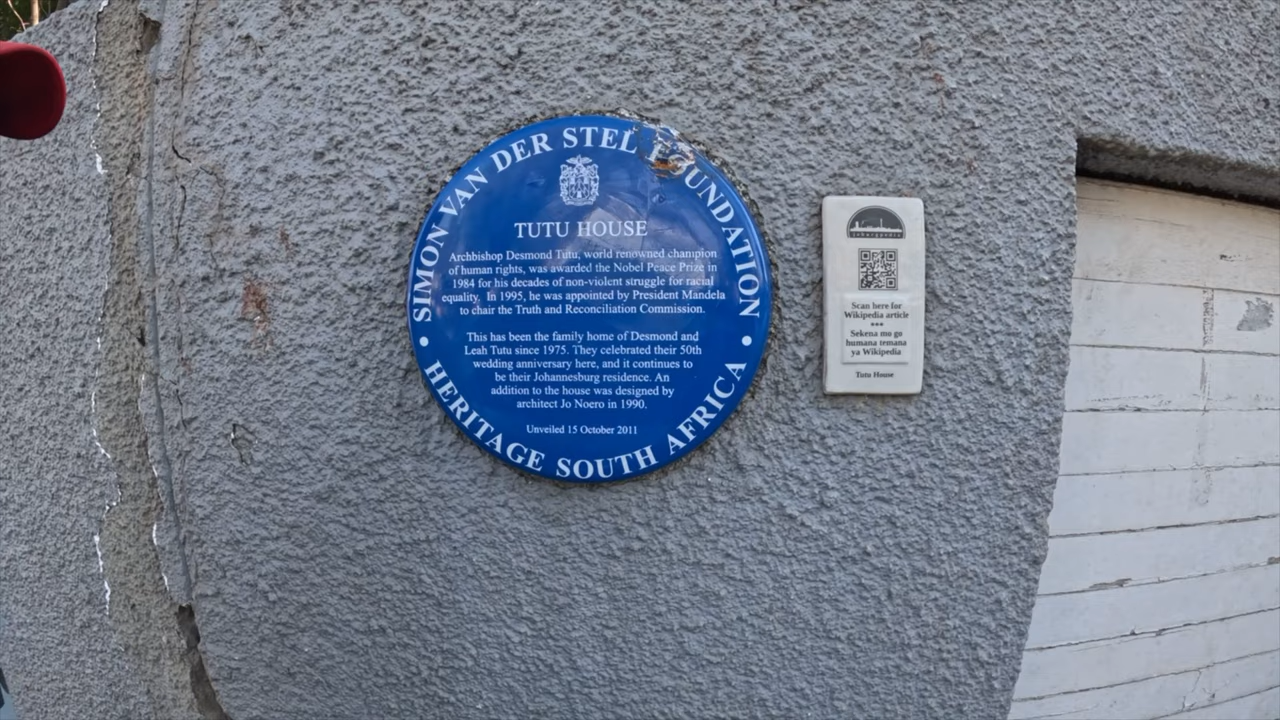 SIMON VAN DER STEL FOUNDATION
TUTU HOUSE
Archbishop Desmond Tutu, world renowned champion
of human rights, was awarded the Nobel Peace Prize in
1984 for his decades of non-violent struggle for racial
equality. In 1995, he was appointed by President Mandela
to chair the Truth and Reconciliation Commission.
This has been the family home of Desmond and
Leah Tutu since 1975. They celebrated their 50th
wedding anniversary here, and it continues to
be their Johannesburg residence. An
addition to the house was designed by
architect Jo Noero in 1990.
Unveiled 15 October 2011
• HERITAGE SOUTH AFRICA •
joburgpedia
Scan here for
Wikipedia article
***
Sekena mo go
humana temana
ya Wikipedia
Tutu House